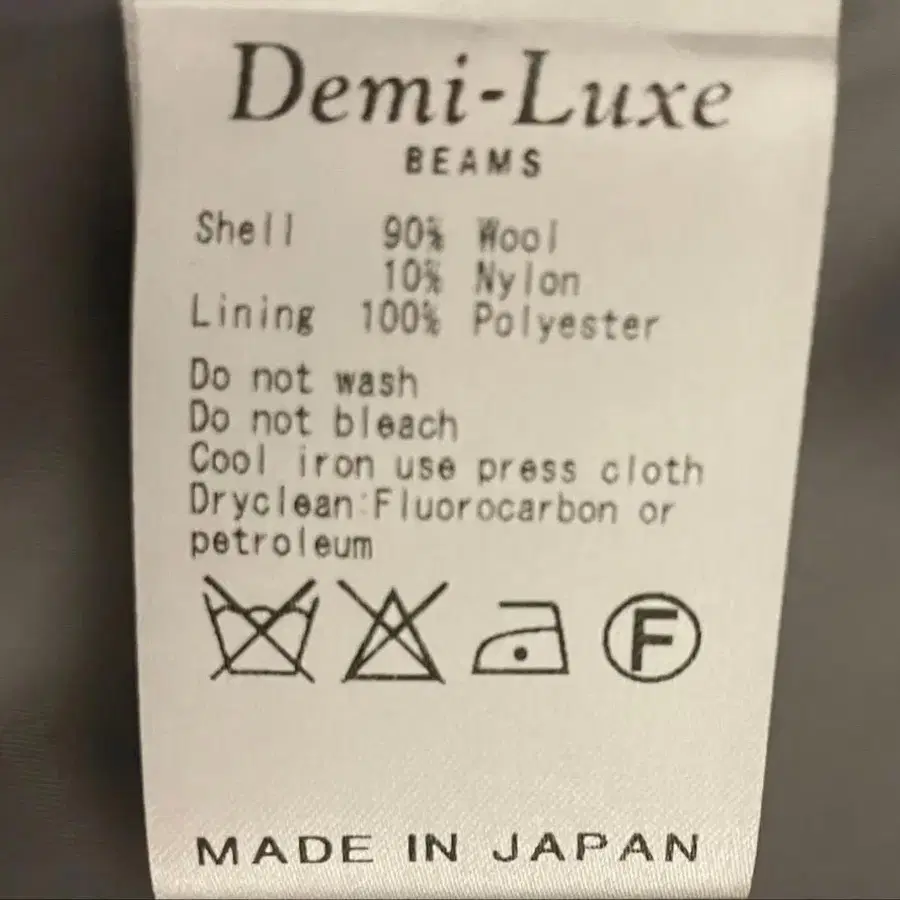 Demi-Luxe
BEAMS
Shell 90% Wool
10% Nylon
Lining 100% Polyester
Do not wash
Do not bleach
Cool iron use press cloth
Dryclean:Fluorocarbon or
petroleum
F
MADE IN JAPAN